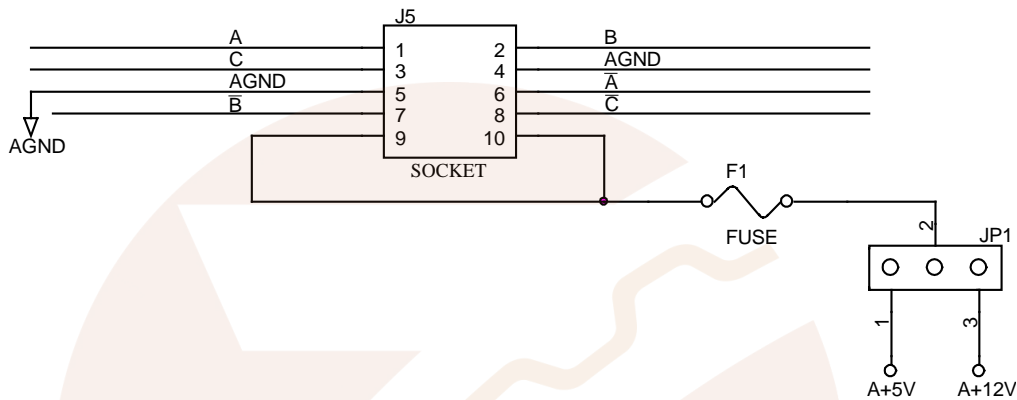 J5
A 1 2 B
C 3 4 AGND
AGND 5 6 A̅
B̅ 7 8 C̅
9 10
AGND
SOCKET
F1
FUSE
2
JP1
1 3
A+5V A+12V